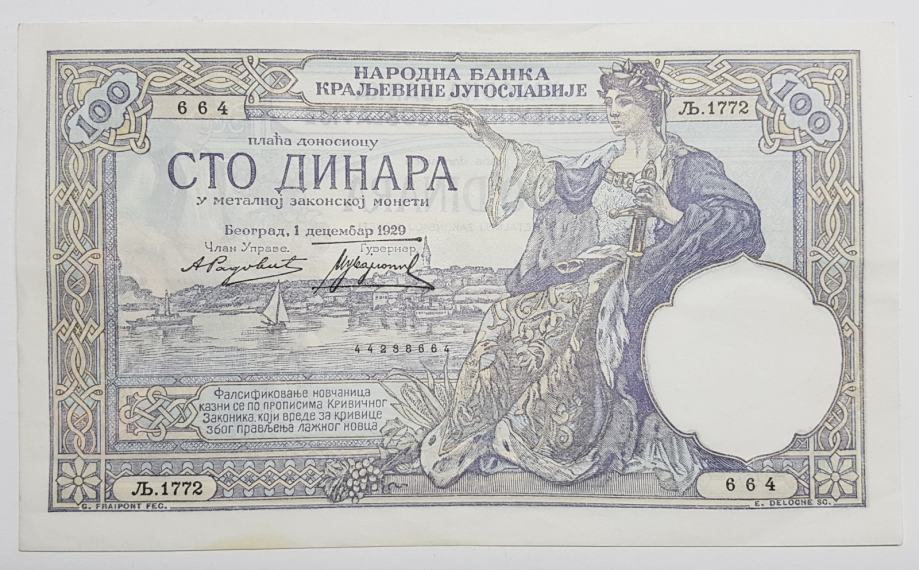 НАРОДНА БАНКА
КРАЉЕВИНЕ ЈУГОСЛАВИЈЕ
100
664
Љ.1772
100
плаћа доносиоцу
СТО ДИНАРА
у металној законској монети
Београд, 1 децембар 1929
Члан Управе.
Гувернер
А Радовић
44288664
Фалсификовање новчаница
казни се по прописима Кривичног
Законика, који вреде за кривице
због прављења лажног новца
Љ.1772
664
G. FRAIPONT FEC.
E. DELOCHE SC.